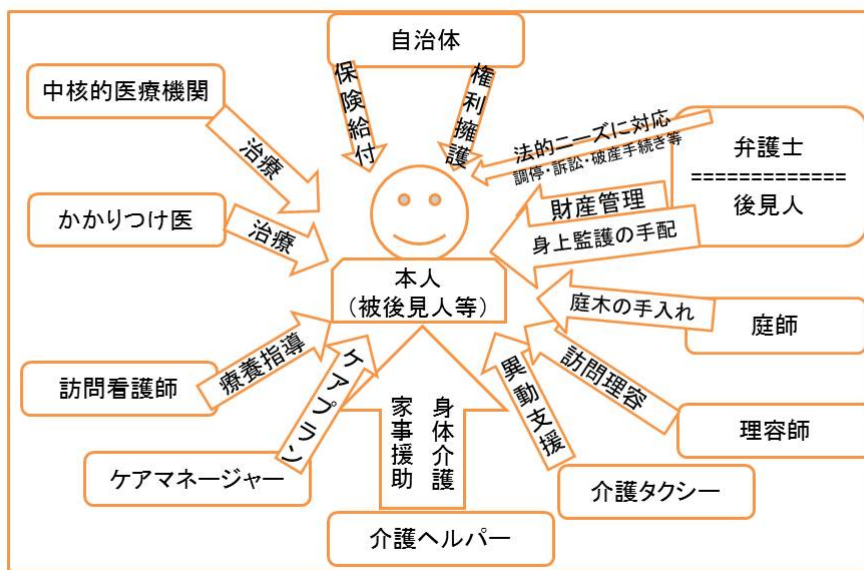 自治体
保険給付
権利擁護
中核的医療機関
治療
法的ニーズに対応
調停・訴訟・破産手続き等
弁護士
=============
後見人
財産管理
身上監護の手配
かかりつけ医
治療
本人
（被後見人等）
庭木の手入れ
庭師
訪問看護師
療養指導
ケアプラン
家事援助
身体介護
異動支援
訪問理容
理容師
ケアマネージャー
介護タクシー
介護ヘルパー